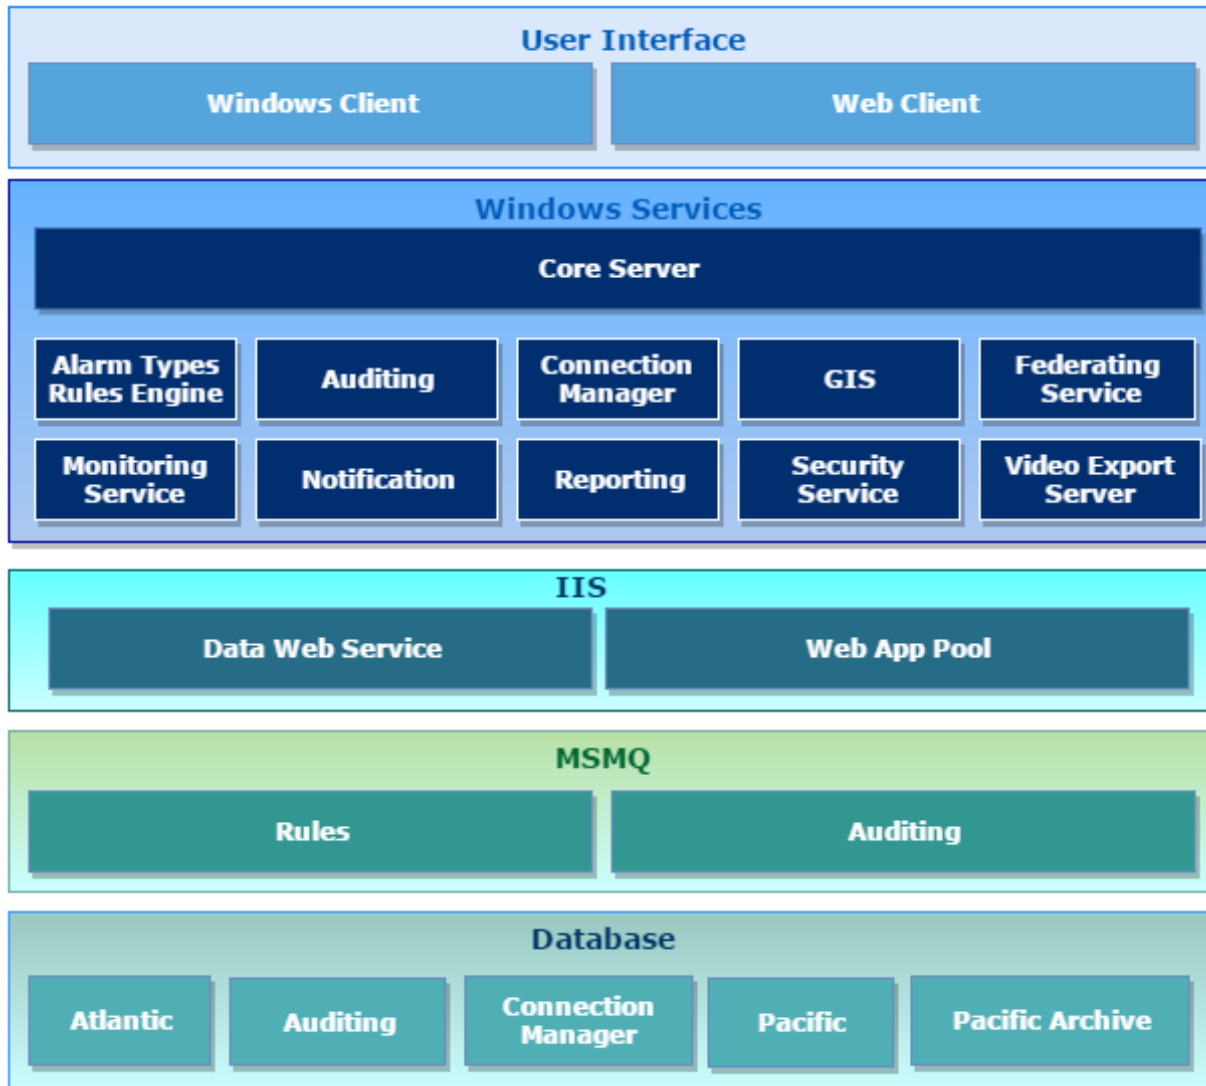 User Interface
Windows Client
Web Client
Windows Services
Core Server
Alarm Types
Rules Engine
Auditing
Connection
Manager
GIS
Federating
Service
Monitoring
Service
Notification
Reporting
Security
Service
Video Export
Server
IIS
Data Web Service
Web App Pool
MSMQ
Rules
Auditing
Database
Atlantic
Auditing
Connection
Manager
Pacific
Pacific Archive